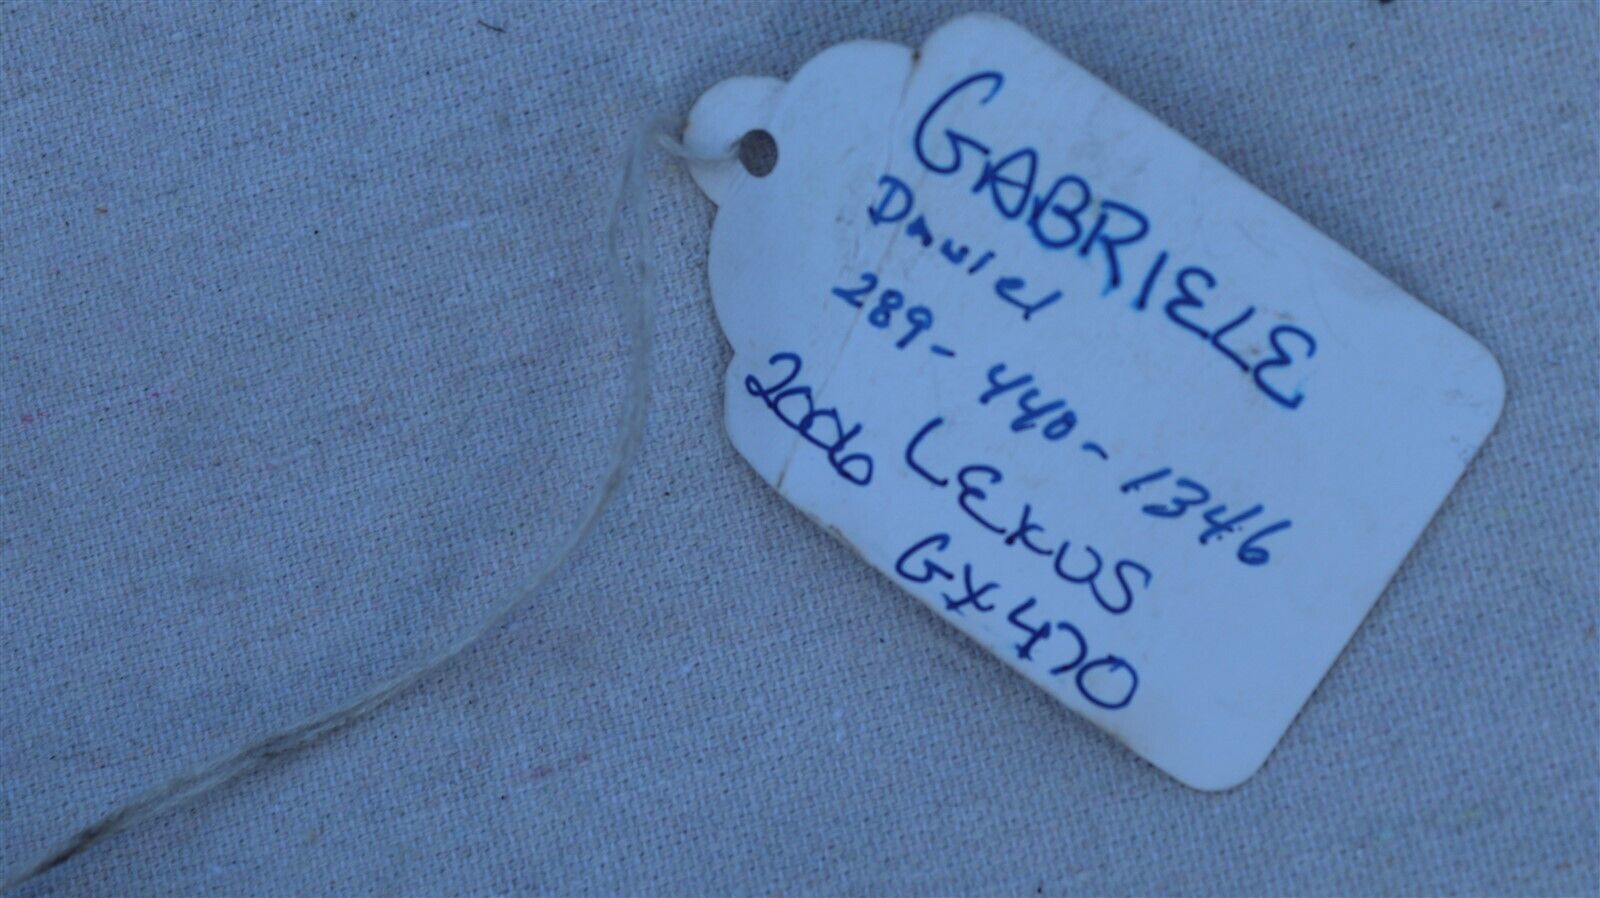 GABRIELE
Daniel
289-440-1346
2006 LEXUS
GX470